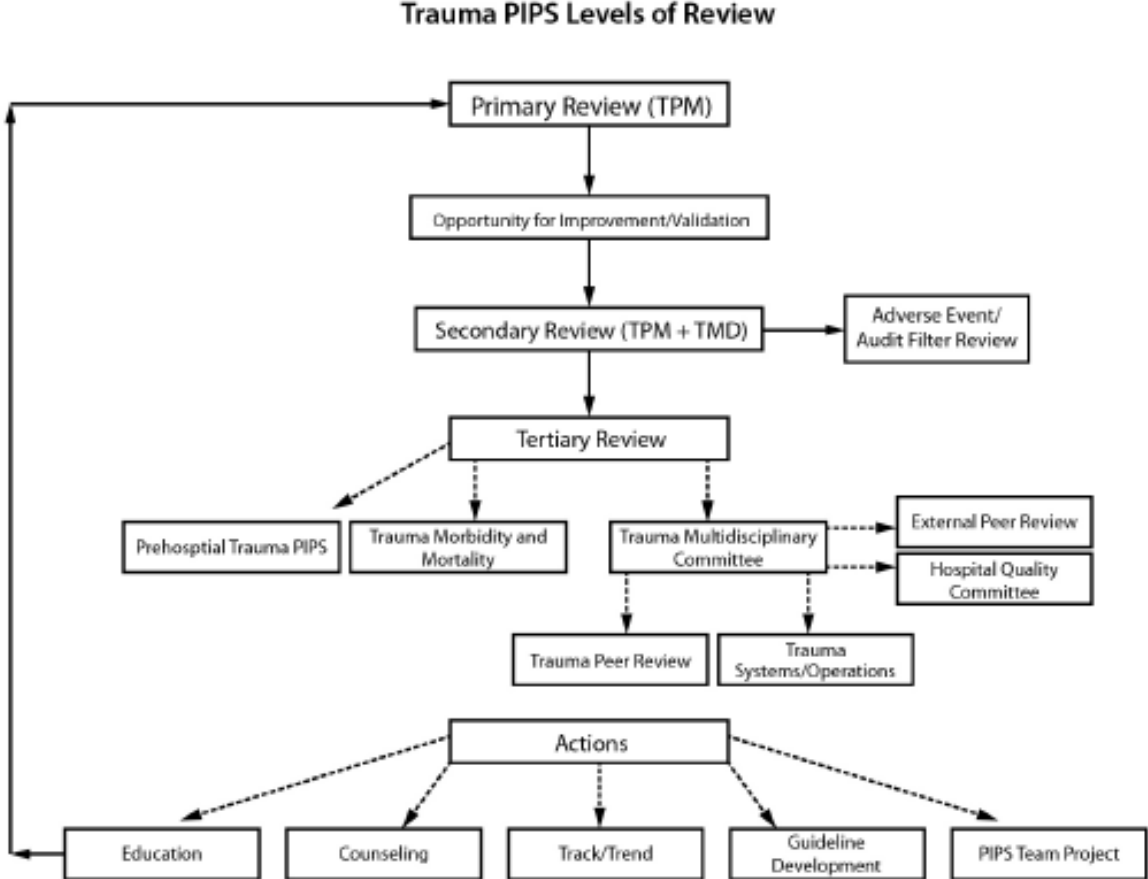 Trauma PIPS Levels of Review
Primary Review (TPM)
Opportunity for Improvement/Validation
Secondary Review (TPM + TMD)
Adverse Event/
Audit Filter Review
Tertiary Review
Prehosptial Trauma PIPS
Trauma Morbidity and
Mortality
Trauma Multidisciplinary
Committee
External Peer Review
Hospital Quality
Committee
Trauma Peer Review
Trauma
Systems/Operations
Actions
Education
Counseling
Track/Trend
Guideline
Development
PIPS Team Project